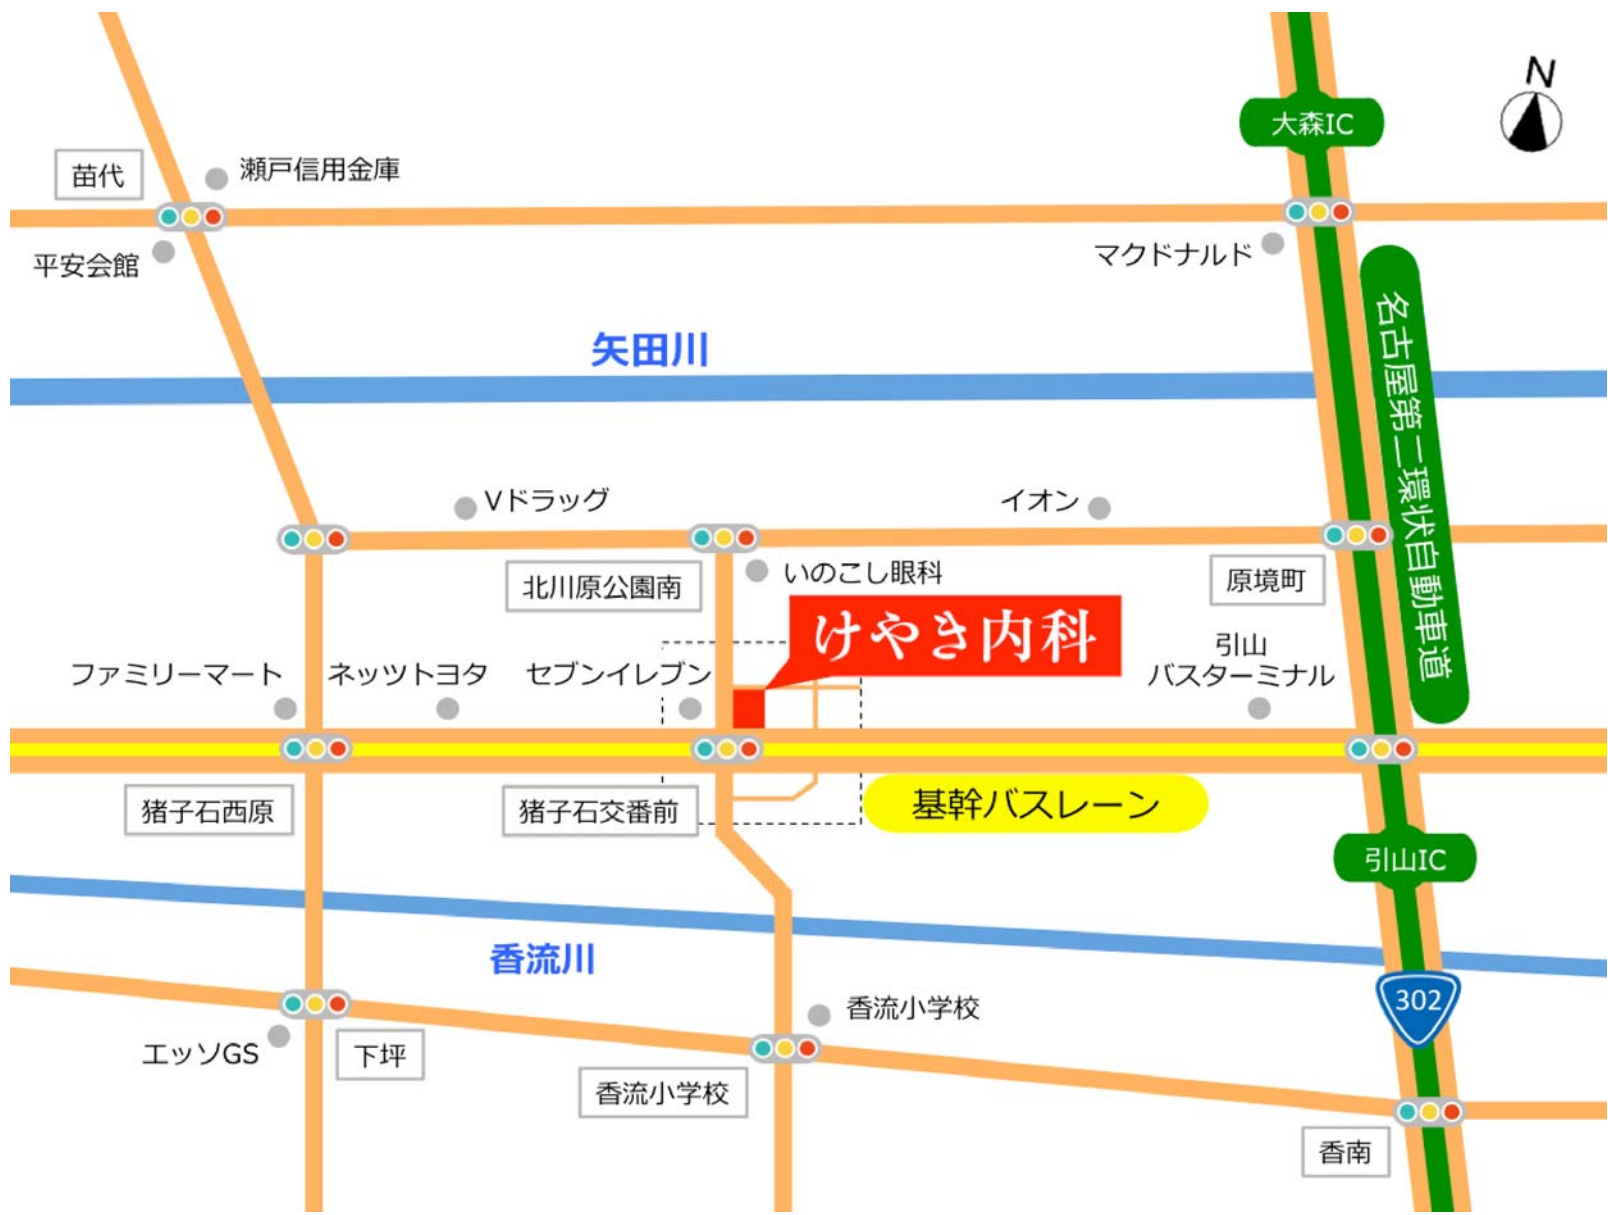 N
大森IC
苗代
瀬戸信用金庫
平安会館
マクドナルド
名古屋第二環状自動車道
矢田川
Vドラッグ
イオン
北川原公園南
いのこし眼科
原境町
けやき内科
ファミリーマート
ネッツトヨタ
セブンイレブン
引山
バスターミナル
猪子石西原
猪子石交番前
基幹バスレーン
引山IC
香流川
302
香流小学校
エッソGS
下坪
香流小学校
香南